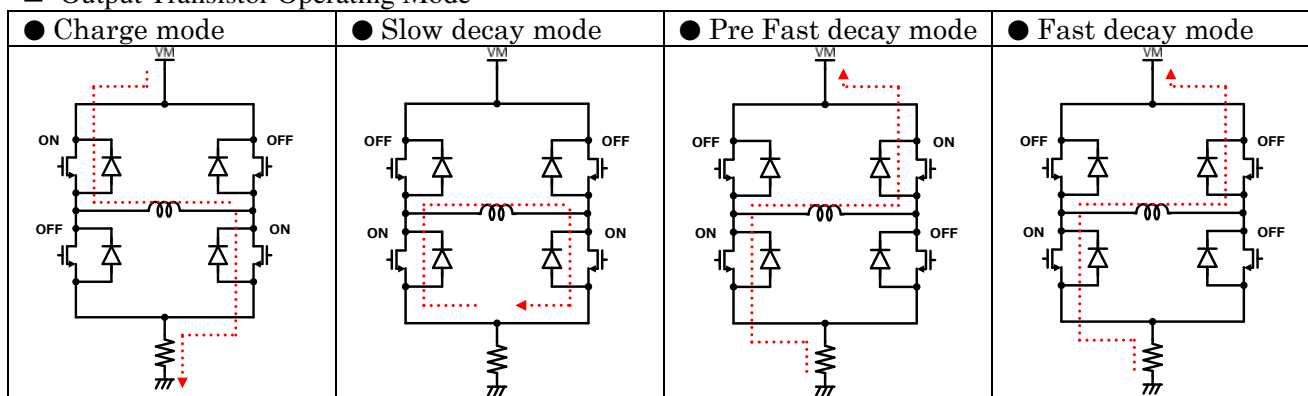 Output Transistor Operating Mode
● Charge mode
● Slow decay mode
● Pre Fast decay mode
● Fast decay mode
VM
VM
VM
VM
ON
OFF
OFF
OFF
OFF
ON
OFF
OFF
OFF
ON
ON
ON
ON
OFF
ON
OFF